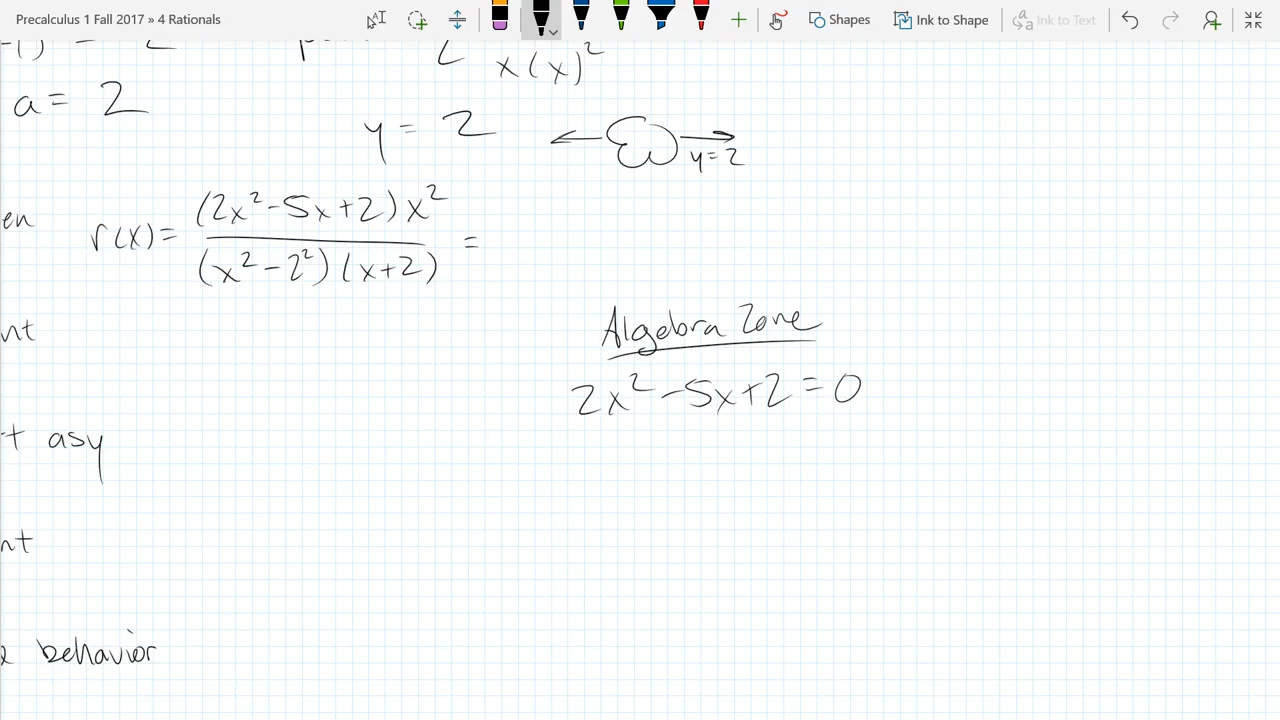 Precalculus 1 Fall 2017 » 4 Rationals
Shapes
Ink to Shape
Ink to Text
x(x)²
a = 2
y = 2
y=2
en
r(x) = (2x²-5x+2)x² / (x²-2²)(x+2) =
Algebra Zone
nt
2x²-5x+2=0
t asy
nt
behavior